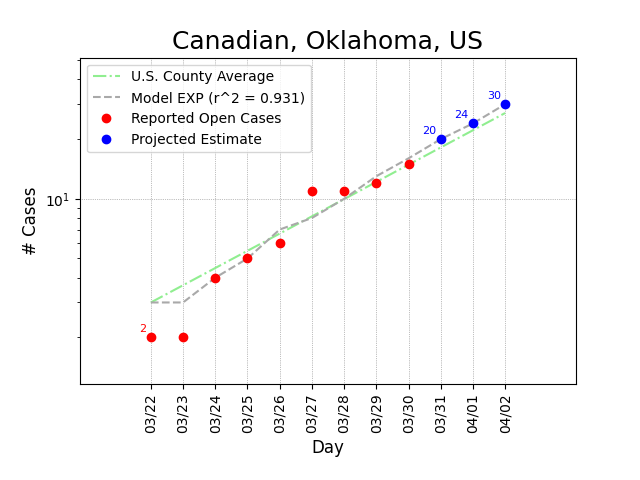 Canadian, Oklahoma, US
U.S. County Average
Model EXP (r^2 = 0.931)
Reported Open Cases
Projected Estimate
30
24
20
10^1
2
# Cases
03/22
03/23
03/24
03/25
03/26
03/27
03/28
03/29
03/30
03/31
04/01
04/02
Day